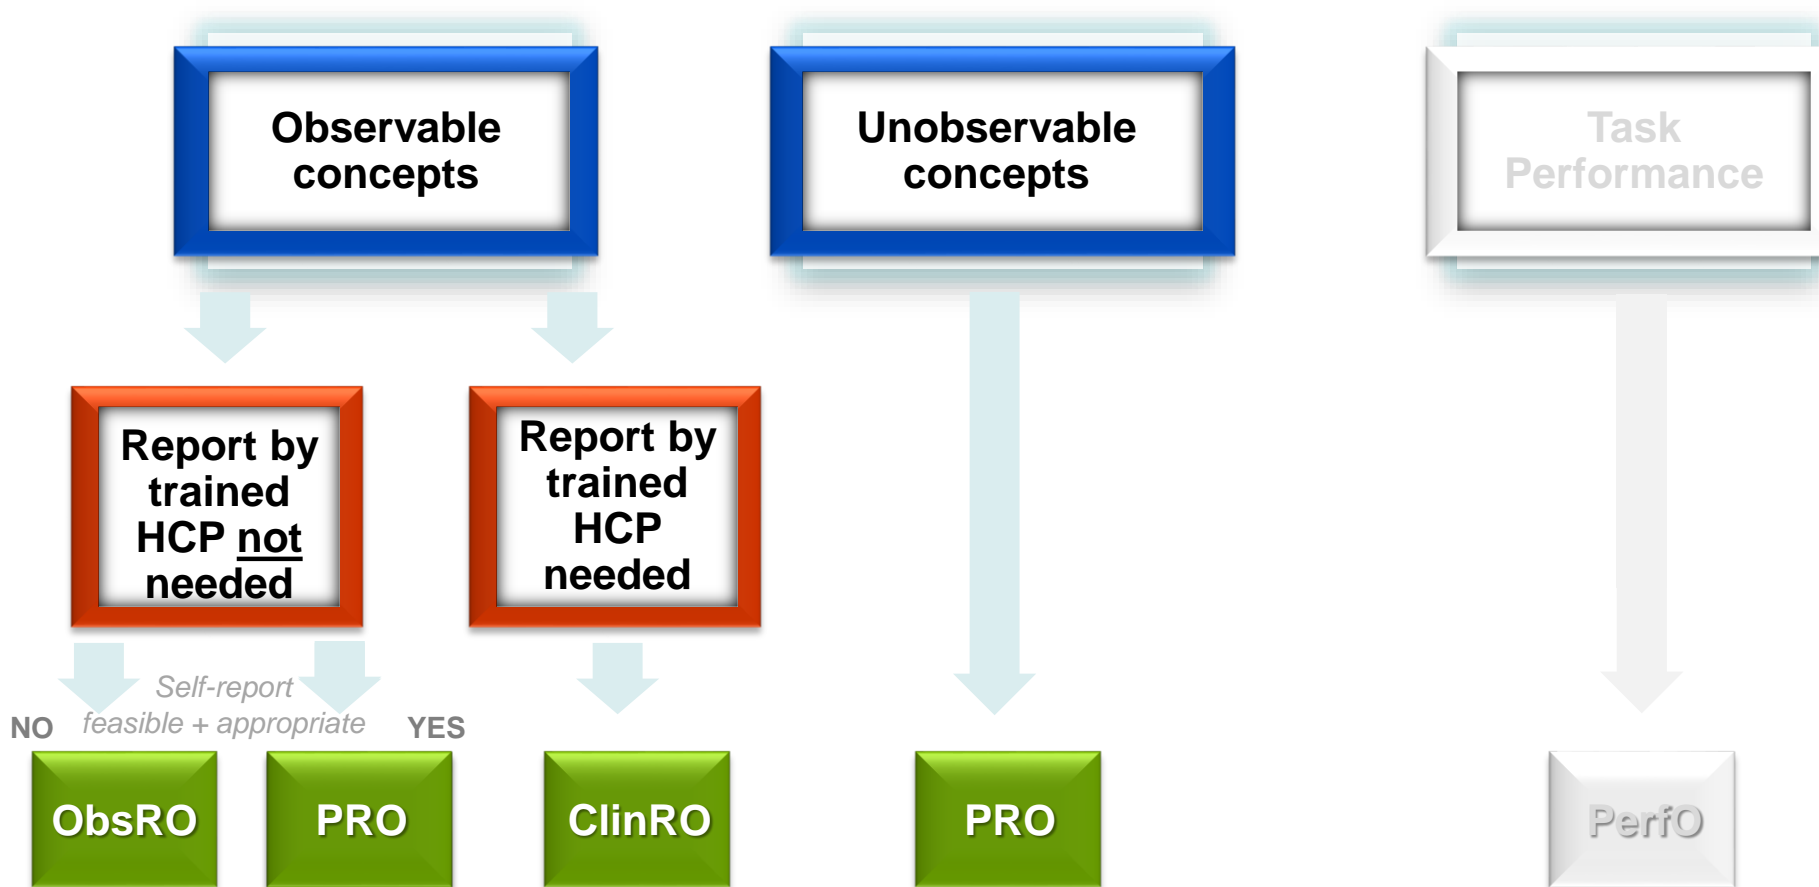 Observable
concepts
Unobservable
concepts
Task
Performance
Report by
trained
HCP not
needed
Report by
trained
HCP
needed
Self-report
feasible + appropriate
NO
YES
ObsRO
PRO
ClinRO
PRO
PerfO